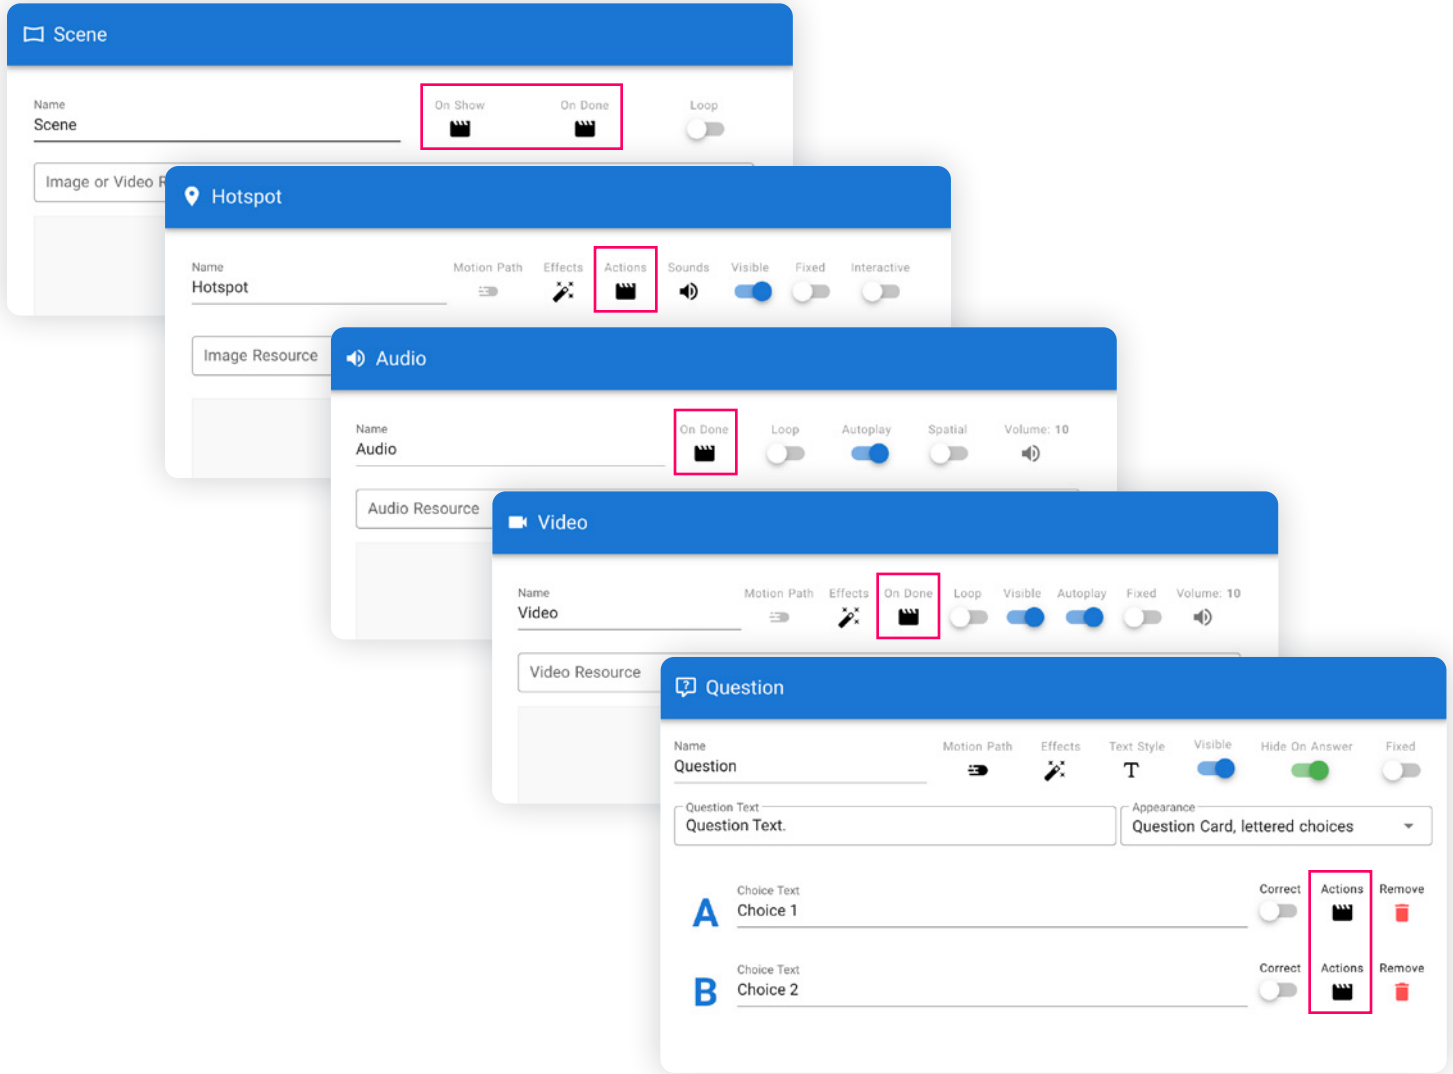 Scene
Name
On Show
On Done
Loop
Scene
Image or Video R
Hotspot
Name
Motion Path
Effects
Actions
Sounds
Visible
Fixed
Interactive
Hotspot
Image Resource
Audio
Name
On Done
Loop
Autoplay
Spatial
Volume: 10
Audio
Audio Resource
Video
Name
Motion Path
Effects
On Done
Loop
Visible
Autoplay
Fixed
Volume: 10
Video
Video Resource
Question
Name
Motion Path
Effects
Text Style
Visible
Hide On Answer
Fixed
Question
T
Question Text
Appearance
Question Text.
Question Card, lettered choices
A
Choice Text
Choice 1
Correct
Actions
Remove
B
Choice Text
Choice 2
Correct
Actions
Remove